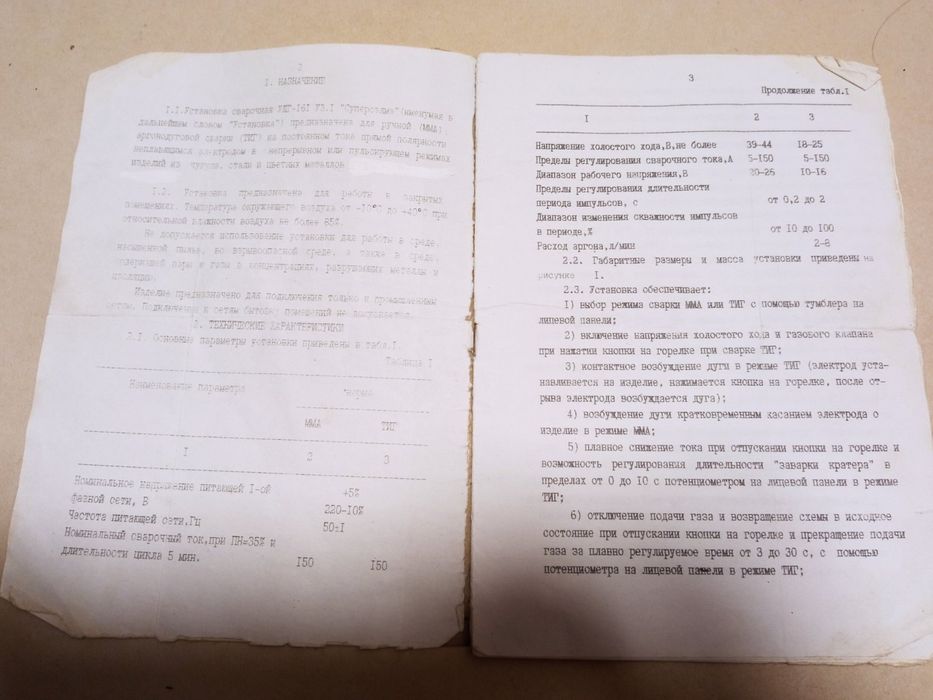 2
I. НАЗНАЧЕНИЕ
I.I.Установка сварочная УДГ-I6I УЗ.I "Суперсэлма"(именуемая в
дальнейшем словом "Установка") предназначена для ручной (ММА) и
аргонодуговой сварки (ТИГ) на постоянном токе прямой полярности
неплавящимся электродом в непрерывном или пульсирующем режимах
изделий из чугуна, стали и цветных металлов.
I.2. Установка предназначена для работы в закрытых
помещениях. Температура окружающего воздуха от -10°С до +40°С при
относительной влажности воздуха не более 85%.
Не допускается использование установки для работы в среде,
насыщенной пылью, во взрывоопасной среде, а также в среде,
содержащей пары и газы в концентрациях, разрушающих металлы и
изоляцию.
Изделие предназначено для подключения только к промышленным
сетям. Подключение к сетям бытовых помещений не допускается.
2. ТЕХНИЧЕСКИЕ ХАРАКТЕРИСТИКИ
2.I. Основные параметры установки приведены в табл.I.
Таблица I
Наименование параметра Норма
ММА ТИГ
I 2 3
Номинальное напряжение питающей I-ой
фазной сети, В +5%
220-I0%
Частота питающей сети,Гц 50±I
Номинальный сварочный ток,при ПН=35% и
длительности цикла 5 мин. I50 I50
3
Продолжение табл.I
I 2 3
Напряжение холостого хода,В,не более 39-44 I8-25
Пределы регулирования сварочного тока,А 5-I50 5-I50
Диапазон рабочего напряжения,В 20-26 I0-I6
Пределы регулирования длительности
периода импульсов, с от 0,2 до 2
Диапазон изменения скважности импульсов
в периоде,% от I0 до I00
Расход аргона,л/мин 2-8
2.2. Габаритные размеры и масса установки приведены на
рисунке I.
2.3. Установка обеспечивает:
I) выбор режима сварки ММА или ТИГ с помощью тумблера на
лицевой панели;
2) включение напряжения холостого хода и газового клапана
при нажатии кнопки на горелке при сварке ТИГ;
3) контактное возбуждение дуги в режиме ТИГ (электрод уста-
навливается на изделие, нажимается кнопка на горелке, после от-
рыва электрода возбуждается дуга);
4) возбуждение дуги кратковременным касанием электрода о
изделие в режиме ММА;
5) плавное снижение тока при отпускании кнопки на горелке и
возможность регулирования длительности "заварки кратера" в
пределах от 0 до I0 с потенциометром на лицевой панели в режиме
ТИГ;
6) отключение подачи газа и возвращение схемы в исходное
состояние при отпускании кнопки на горелке и прекращение подачи
газа за плавно регулируемое время от 3 до 30 с, с помощью
потенциометра на лицевой панели в режиме ТИГ;